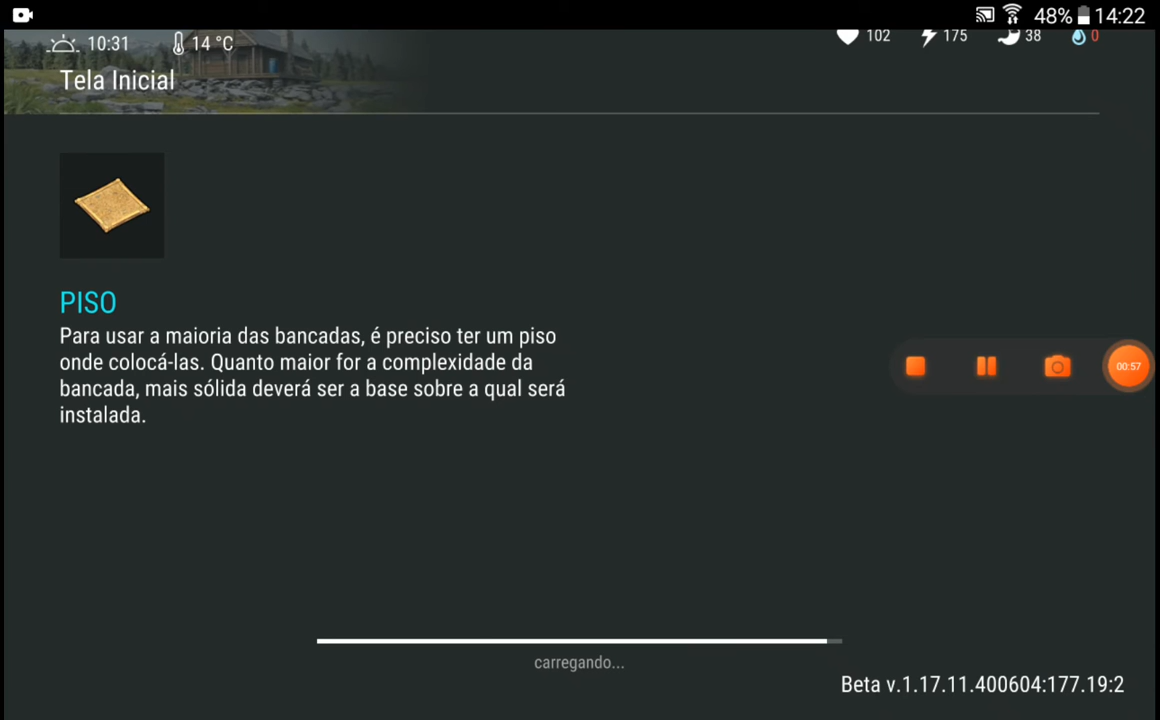 48% 14:22
10:31 14 °C 102 175 38 0
Tela Inicial
PISO
Para usar a maioria das bancadas, é preciso ter um piso
onde colocá-las. Quanto maior for a complexidade da
bancada, mais sólida deverá ser a base sobre a qual será
instalada.
00:57
carregando...
Beta v.1.17.11.400604:177.19:2